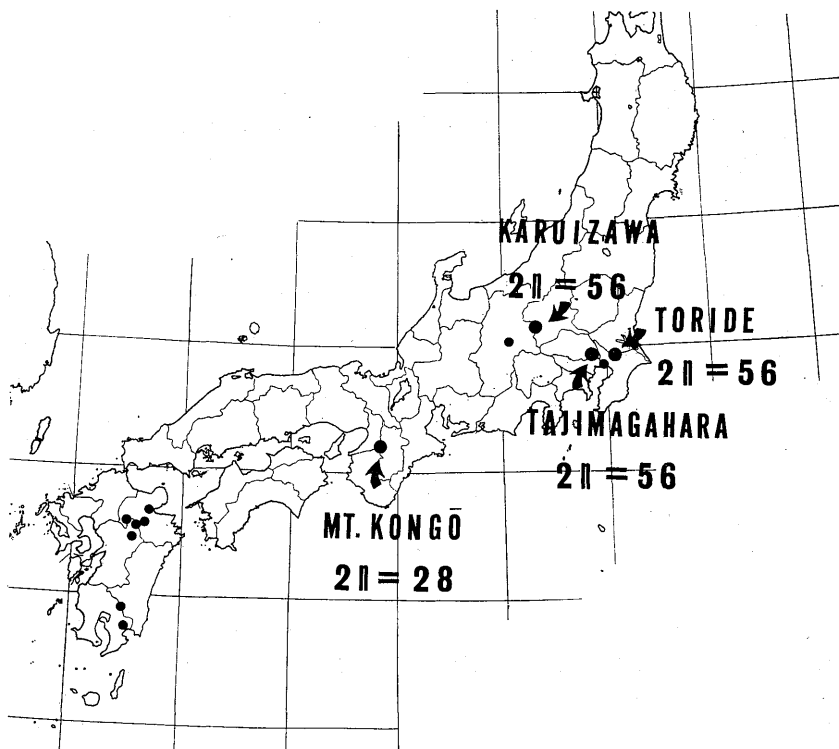 KARUIZAWA
2n = 56
TORIDE
2n = 56
TAJIMAGAHARA
2n = 56
MT. KONGŌ
2n = 28